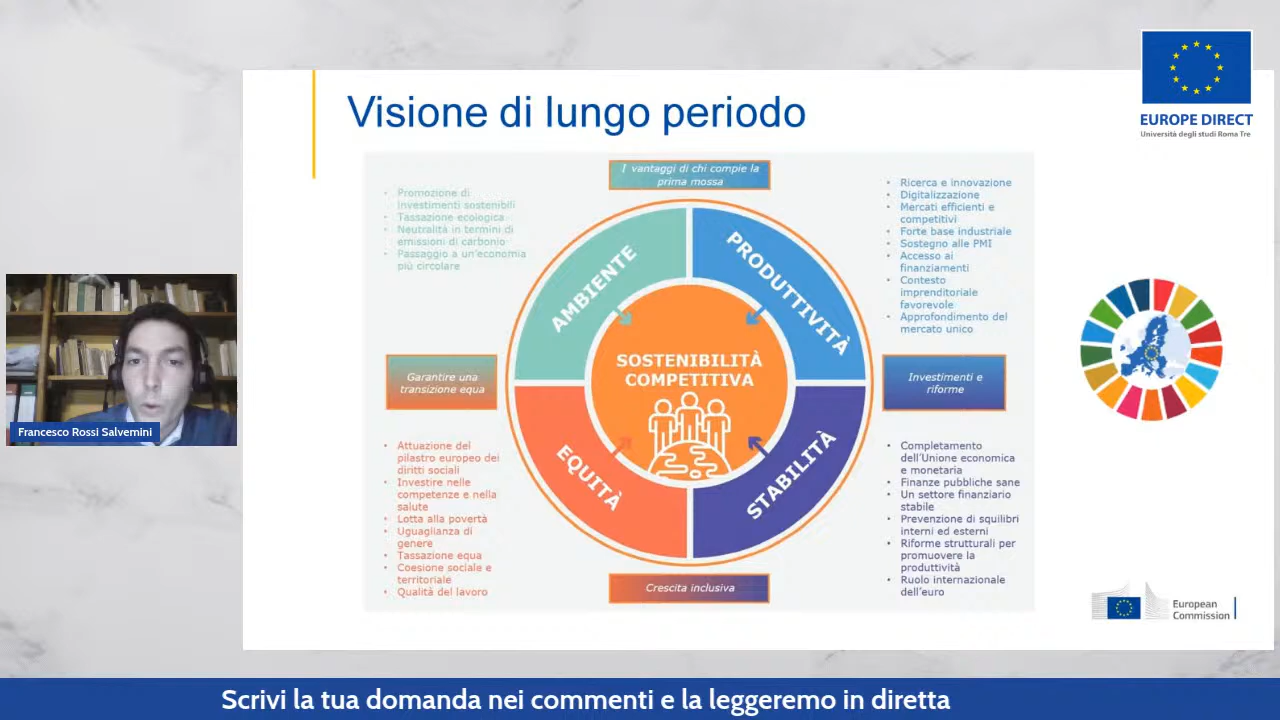 Visione di lungo periodo
EUROPE DIRECT
Università degli studi Roma Tre
I vantaggi di chi compie la
prima mossa
• Promozione di
investimenti sostenibili
• Tassazione ecologica
• Neutralità in termini di
emissioni di carbonio
• Passaggio a un'economia
più circolare
• Ricerca e innovazione
• Digitalizzazione
• Mercati efficienti e
competitivi
• Forte base industriale
• Sostegno alle PMI
• Accesso ai
finanziamenti
• Contesto
imprenditoriale
favorevole
• Approfondimento del
mercato unico
AMBIENTE
PRODUTTIVITÀ
SOSTENIBILITÀ
COMPETITIVA
EQUITÀ
STABILITÀ
Garantire una
transizione equa
Investimenti e
riforme
• Attuazione del
pilastro europeo dei
diritti sociali
• Investire nelle
competenze e nella
salute
• Lotta alla povertà
• Uguaglianza di
genere
• Tassazione equa
• Coesione sociale e
territoriale
• Qualità del lavoro
• Completamento
dell'Unione economica
e monetaria
• Finanze pubbliche sane
• Un settore finanziario
stabile
• Prevenzione di squilibri
interni ed esterni
• Riforme strutturali per
promuovere la
produttività
• Ruolo internazionale
dell'euro
Crescita inclusiva
European
Commission
Francesco Rossi Salvemini
Scrivi la tua domanda nei commenti e la leggeremo in diretta